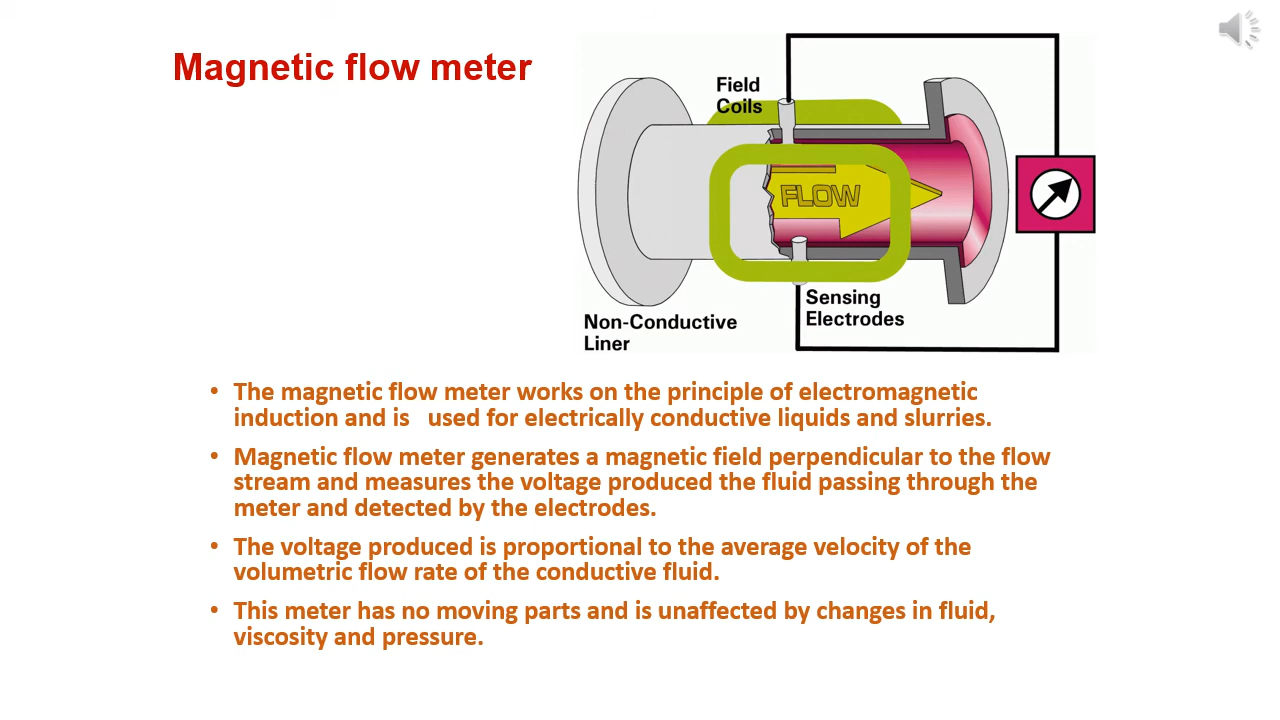 Magnetic flow meter
Field
Coils
FLOW
Sensing
Electrodes
Non-Conductive
Liner
• The magnetic flow meter works on the principle of electromagnetic
induction and is   used for electrically conductive liquids and slurries.
• Magnetic flow meter generates a magnetic field perpendicular to the flow
stream and measures the voltage produced the fluid passing through the
meter and detected by the electrodes.
• The voltage produced is proportional to the average velocity of the
volumetric flow rate of the conductive fluid.
• This meter has no moving parts and is unaffected by changes in fluid,
viscosity and pressure.